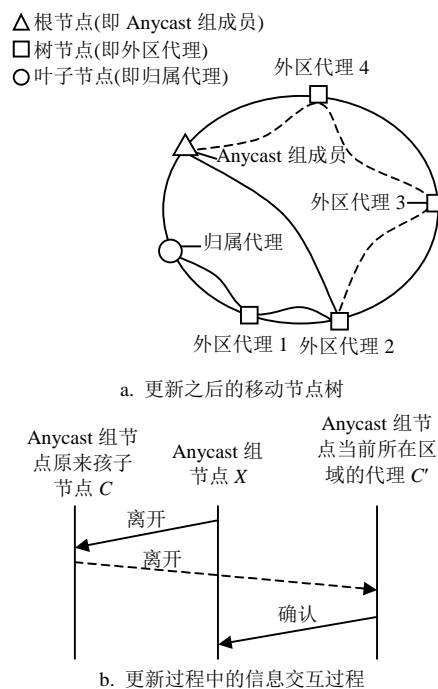 △根节点(即 Anycast 组成员)
□树节点(即外区代理)
○叶子节点(即归属代理)
外区代理 4
Anycast 组成员
外区代理 3
归属代理
外区代理 1
外区代理 2
a. 更新之后的移动节点树
Anycast 组节
点原来孩子
节点 C
Anycast 组
节点 X
Anycast 组节
点当前所在区
域的代理 C′
离开
离开
确认
b. 更新过程中的信息交互过程